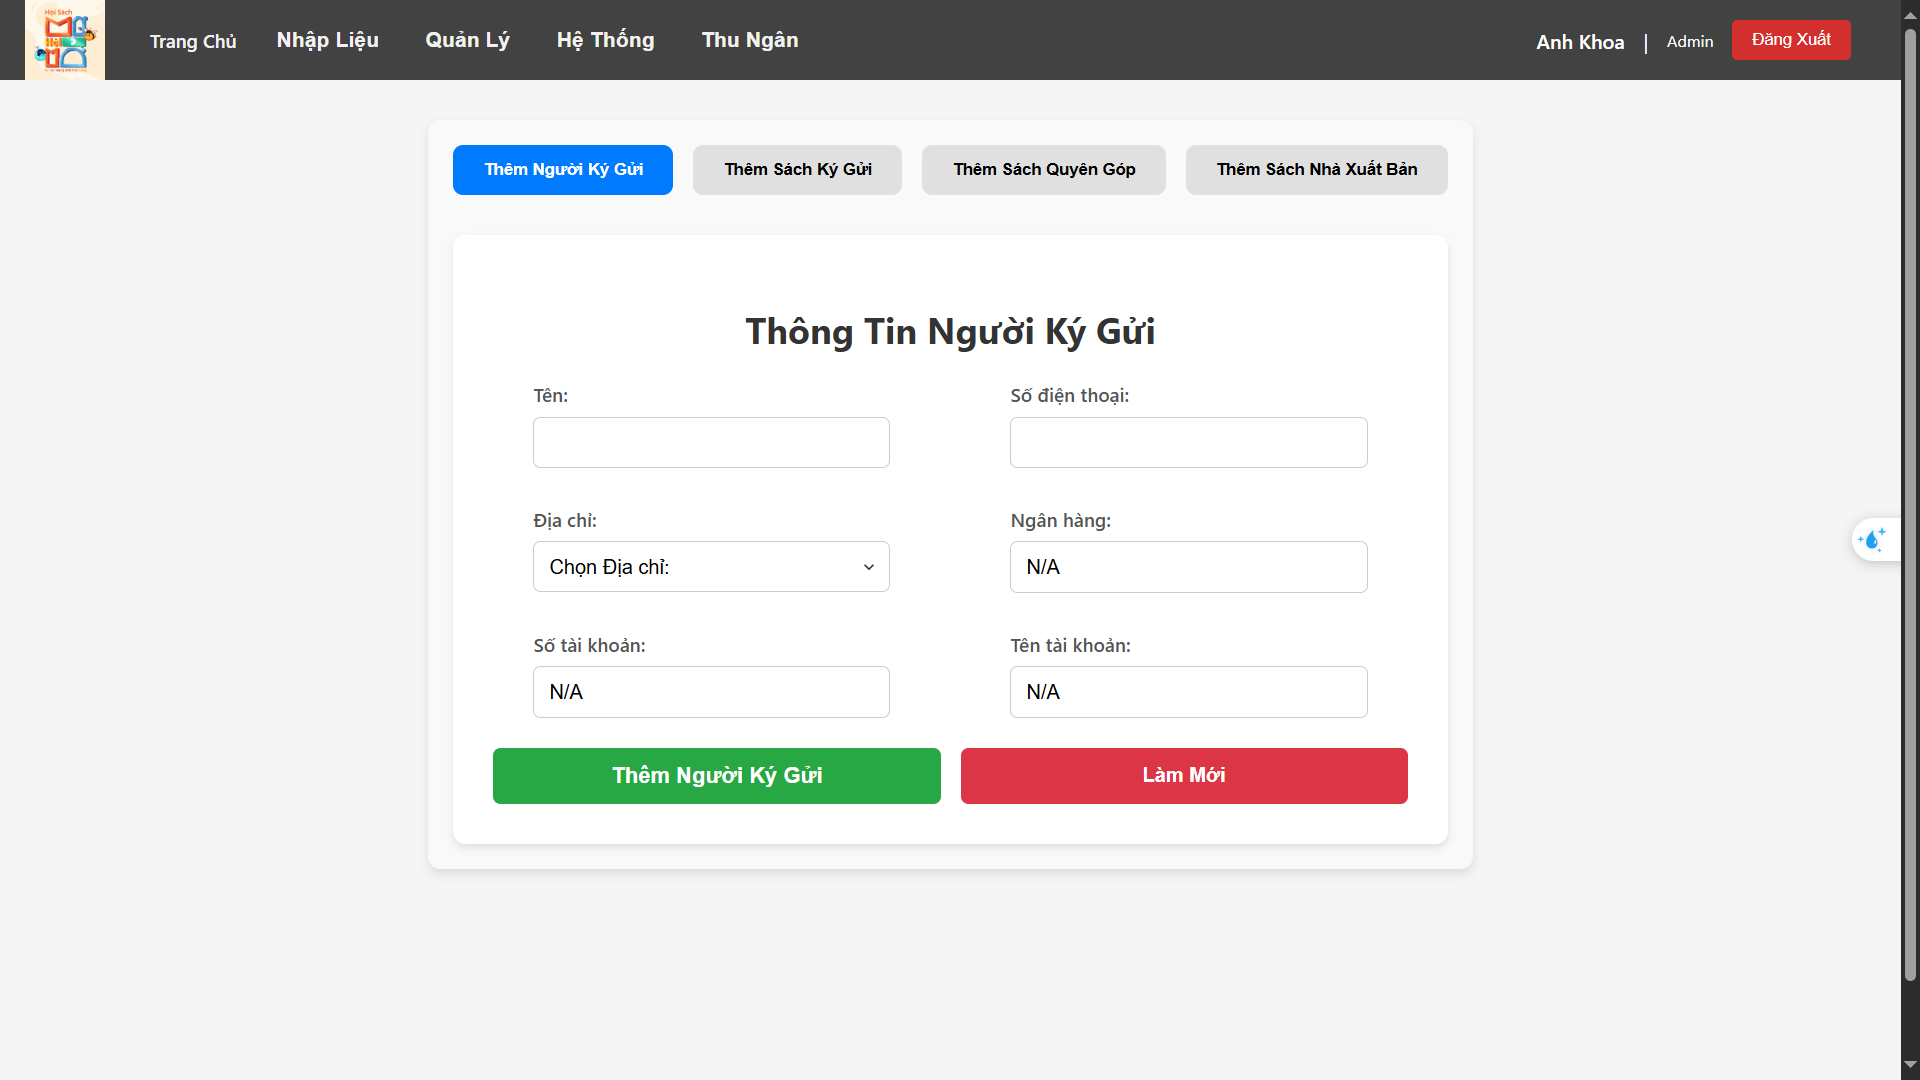 Hội Sách
Trang Chủ
Nhập Liệu
Quản Lý
Hệ Thống
Thu Ngân
Anh Khoa | Admin
Đăng Xuất
Thêm Người Ký Gửi
Thêm Sách Ký Gửi
Thêm Sách Quyên Góp
Thêm Sách Nhà Xuất Bản
Thông Tin Người Ký Gửi
Tên:
Số điện thoại:
Địa chỉ:
Chọn Địa chỉ:
Ngân hàng:
N/A
Số tài khoản:
N/A
Tên tài khoản:
N/A
Thêm Người Ký Gửi
Làm Mới